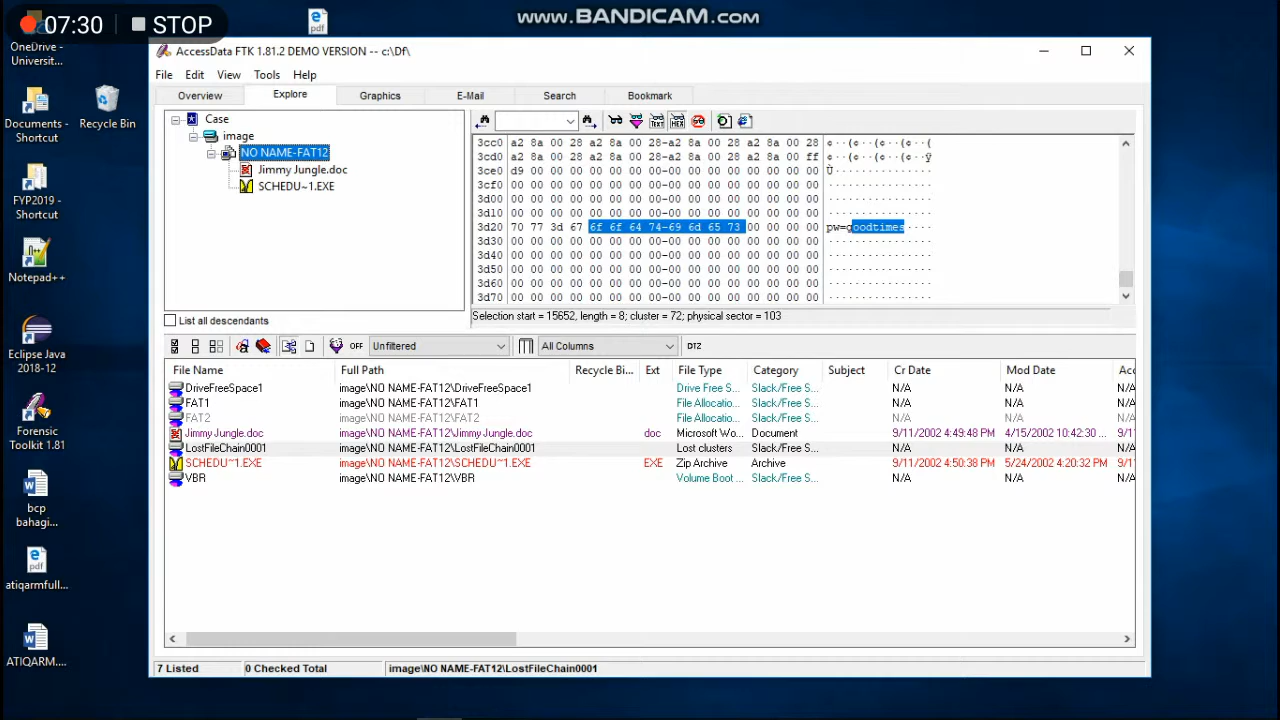 www.BANDICAM.com
07:30 STOP
OneDrive -
Universit...
Documents -
Shortcut
Recycle Bin
FYP2019 -
Shortcut
Notepad++
Eclipse Java
2018-12
Forensic
Toolkit 1.81
bcp
bahagi...
pdf
atiqarmfull...
ATIQARM....
pdf
AccessData FTK 1.81.2 DEMO VERSION -- c:\Df\
File Edit View Tools Help
Overview Explore Graphics E-Mail Search Bookmark
Case
image
NO NAME-FAT12
Jimmy Jungle.doc
SCHEDU~1.EXE
List all descendants
TEXT HEX
3cc0 a2 8a 00 28 a2 8a 00 28-a2 8a 00 28 a2 8a 00 28 ¢··(¢··(¢··(¢··(
3cd0 a2 8a 00 28 a2 8a 00 28-a2 8a 00 28 a2 8a 00 ff ¢··(¢··(¢··(¢··ÿ
3ce0 d9 00 00 00 00 00 00 00-00 00 00 00 00 00 00 00 Ù···············
3cf0 00 00 00 00 00 00 00 00-00 00 00 00 00 00 00 00 ················
3d00 00 00 00 00 00 00 00 00-00 00 00 00 00 00 00 00 ················
3d10 00 00 00 00 00 00 00 00-00 00 00 00 00 00 00 00 ················
3d20 70 77 3d 67 6f 6f 64 74-69 6d 65 73 00 00 00 00 pw=goodtimes····
3d30 00 00 00 00 00 00 00 00-00 00 00 00 00 00 00 00 ················
3d40 00 00 00 00 00 00 00 00-00 00 00 00 00 00 00 00 ················
3d50 00 00 00 00 00 00 00 00-00 00 00 00 00 00 00 00 ················
3d60 00 00 00 00 00 00 00 00-00 00 00 00 00 00 00 00 ················
3d70 00 00 00 00 00 00 00 00-00 00 00 00 00 00 00 00 ················
Selection start = 15652, length = 8; cluster = 72; physical sector = 103
OFF Unfiltered All Columns DTZ
File Name Full Path Recycle Bi... Ext File Type Category Subject Cr Date Mod Date Acc
DriveFreeSpace1 image\NO NAME-FAT12\DriveFreeSpace1 Drive Free S... Slack/Free S... N/A N/A N/A
FAT1 image\NO NAME-FAT12\FAT1 File Allocatio... Slack/Free S... N/A N/A N/A
FAT2 image\NO NAME-FAT12\FAT2 File Allocatio... Slack/Free S... N/A N/A N/A
Jimmy Jungle.doc image\NO NAME-FAT12\Jimmy Jungle.doc doc Microsoft Wo... Document 9/11/2002 4:49:48 PM 4/15/2002 10:42:30 ... 9/11
LostFileChain0001 image\NO NAME-FAT12\LostFileChain0001 Lost clusters Slack/Free S... N/A N/A N/A
SCHEDU~1.EXE image\NO NAME-FAT12\SCHEDU~1.EXE EXE Zip Archive Archive 9/11/2002 4:50:38 PM 5/24/2002 4:20:32 PM 9/11
VBR image\NO NAME-FAT12\VBR Volume Boot ... Slack/Free S... N/A N/A N/A
7 Listed 0 Checked Total image\NO NAME-FAT12\LostFileChain0001